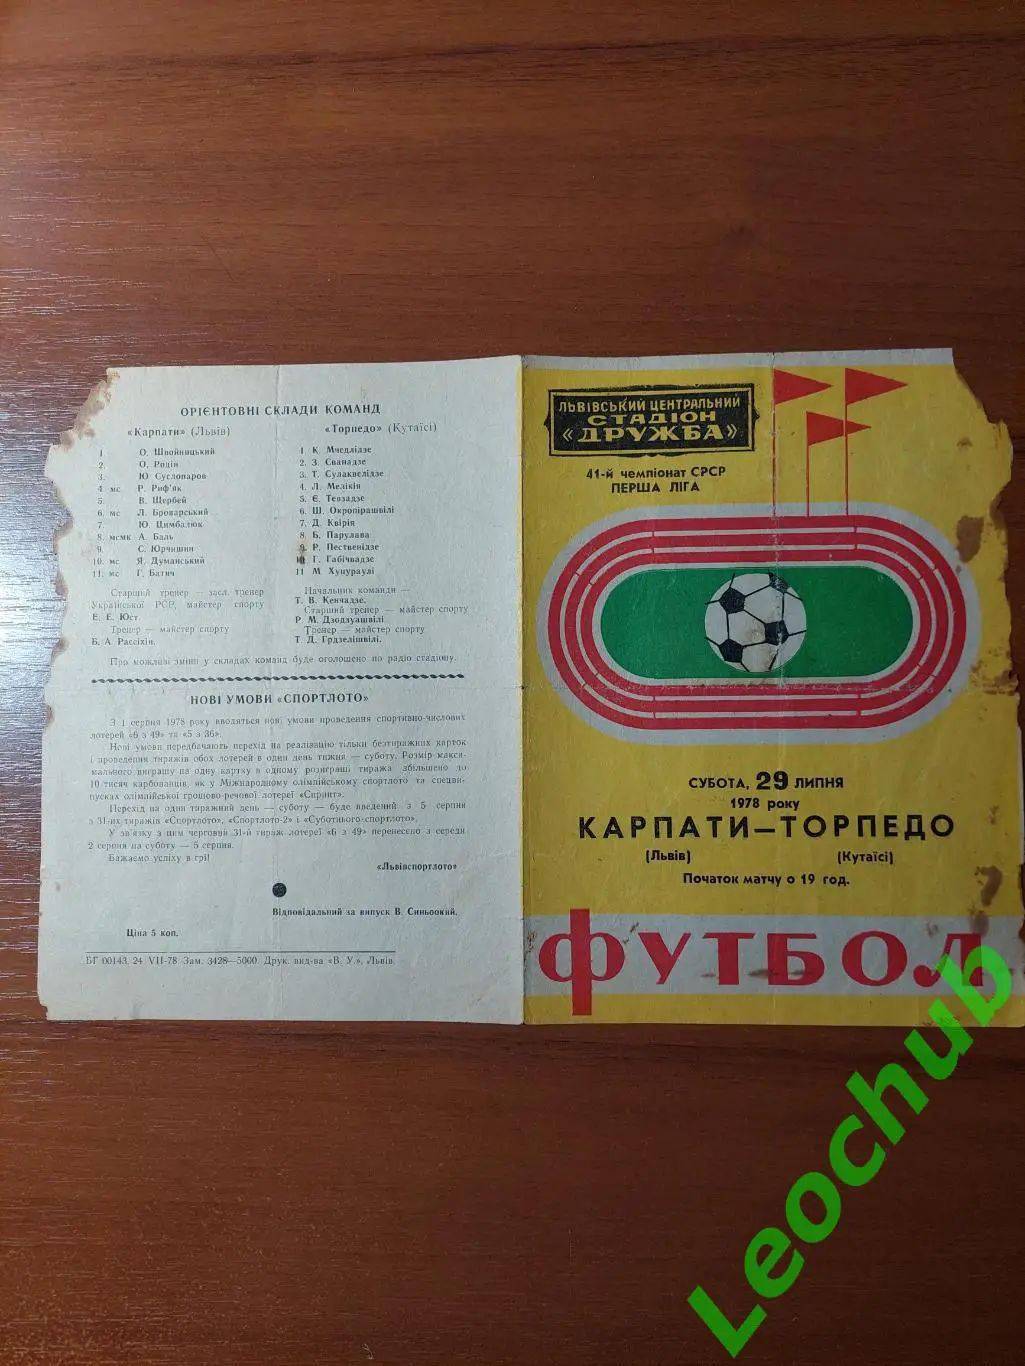 ОРІЄНТОВНІ СКЛАДИ КОМАНД
«Карпати» (Львів)
1 О. Швойницький
2. О. Родін
3. Ю Суслопаров
4 мс Р. Риф'як
5. В. Щербей
6. мс Л. Броварський
7. Ю. Цимбалюк
8. мсмк А. Баль
9. С. Юрчишин
10. мс Я. Думанський
11. мс Г. Батич
Старший тренер — засл. тренер
Української РСР, майстер спорту
Е. Е. Юст.
Тренер — майстер спорту
Б. А. Рассіхін.
«Торпедо» (Кутаїсі)
1 К. Мчедлідзе
2. З. Сванадзе
3. Т. Сулаквелідзе
4. Л. Мелікія
5. Є. Тевзадзе
6. Ш. Окропірашвілі
7. Д. Квірія
8. Б. Парулава
9. Р. Пественідзе
10 Г. Габічвадзе
11 М. Хуцураулі
Начальник команди —
Т. В. Кенчадзе.
Старший тренер — майстер спорту
Р. М. Дзодзуашвілі.
Тренер — майстер спорту
Т. Д. Грдзелішвілі.
Про можливі зміни у складах команд буде оголошено по радіо стадіону.
НОВІ УМОВИ «СПОРТЛОТО»
З 1 серпня 1978 року вводяться нові умови проведення спортивно-числових
лотерей «6 з 49» та «5 з 36».
Нові умови передбачають перехід на реалізацію тільки безтиражних карток
і проведення тиражів обох лотерей в один день тижня — суботу. Розмір макси-
мального виграшу на одну картку в одному розиграші тиража збільшено до
10 тисяч карбованців, як у Міжнародному олімпійському спортлото та спецви-
пусках олімпійської грошово-речової лотереї «Спринт».
Перехід на один тиражний день — суботу — буде введений з 5 серпня
з 31-их тиражів «Спортлото», «Спортлото-2» і «Суботнього-спортлото».
У зв'язку з цим черговий 31-й тираж лотереї «6 з 49» перенесено з середи
2 серпня на суботу — 5 серпня.
Бажаємо успіху в грі!
«Львівспортлото»
Відповідальний за випуск В. Синьоокий.
Ціна 5 коп.
БГ 00143. 24 VII-78 Зам. 3428—5000. Друк. вид-ва «В. У.», Львів.
ЛЬВІВСЬКИЙ ЦЕНТРАЛЬНИЙ
СТАДІОН
«ДРУЖБА»
41-й чемпіонат СРСР
ПЕРША ЛІГА
СУБОТА, 29 ЛИПНЯ
1978 року
КАРПАТИ—ТОРПЕДО
(Львів) (Кутаїсі)
Початок матчу о 19 год.
ФУТБОЛ
Leochub